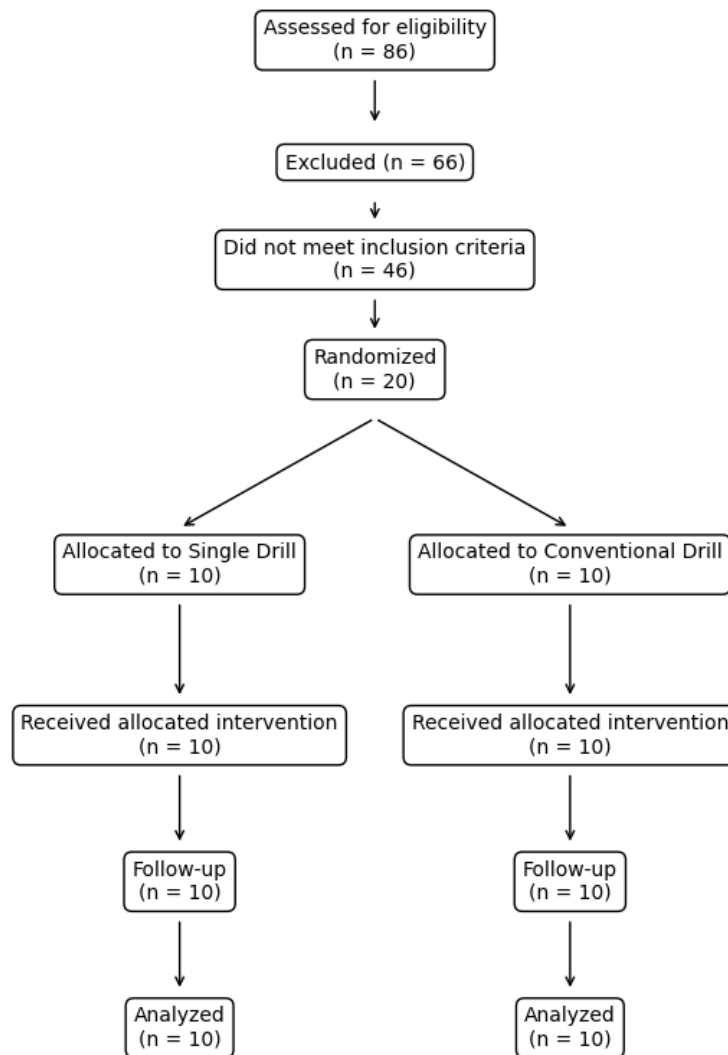 Assessed for eligibility
(n = 86)
Excluded (n = 66)
Did not meet inclusion criteria
(n = 46)
Randomized
(n = 20)
Allocated to Single Drill
(n = 10)
Allocated to Conventional Drill
(n = 10)
Received allocated intervention
(n = 10)
Received allocated intervention
(n = 10)
Follow-up
(n = 10)
Follow-up
(n = 10)
Analyzed
(n = 10)
Analyzed
(n = 10)